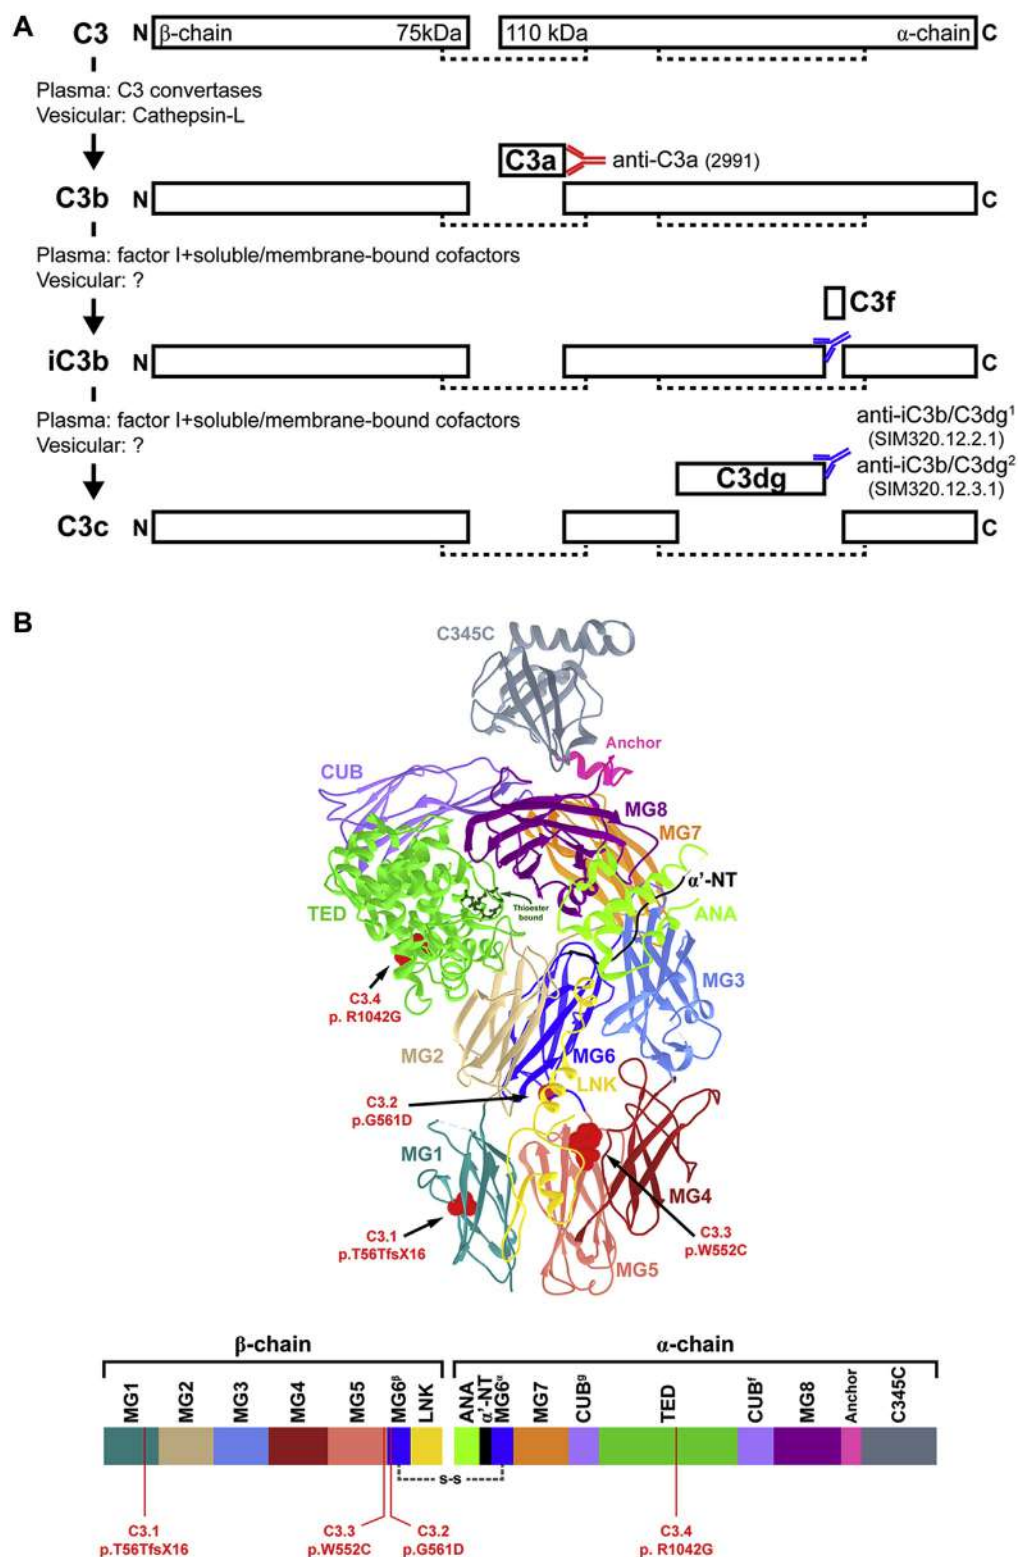 A
C3 N β-chain 75kDa 110 kDa α-chain C
Plasma: C3 convertases
Vesicular: Cathepsin-L
C3a anti-C3a (2991)
C3b N C
Plasma: factor I+soluble/membrane-bound cofactors
Vesicular: ?
C3f
iC3b N C
Plasma: factor I+soluble/membrane-bound cofactors
Vesicular: ?
anti-iC3b/C3dg¹
(SIM320.12.2.1)
C3dg anti-iC3b/C3dg²
(SIM320.12.3.1)
C3c N C
B
C345C
Anchor
CUB
MG8
MG7
α’-NT
TED
Thioester
bound
ANA
C3.4
p. R1042G
MG3
MG2
MG6
LNK
C3.2
p.G561D
MG1
MG4
C3.1
p.T56TfsX16
C3.3
p.W552C
MG5
β-chain α-chain
MG1 MG2 MG3 MG4 MG5 MG6ᵝ LNK ANA α’-NT MG6ᵅ MG7 CUBᵍ TED CUBᶠ MG8 Anchor C345C
s-s
C3.1 C3.3 C3.2 C3.4
p.T56TfsX16 p.W552C p.G561D p. R1042G